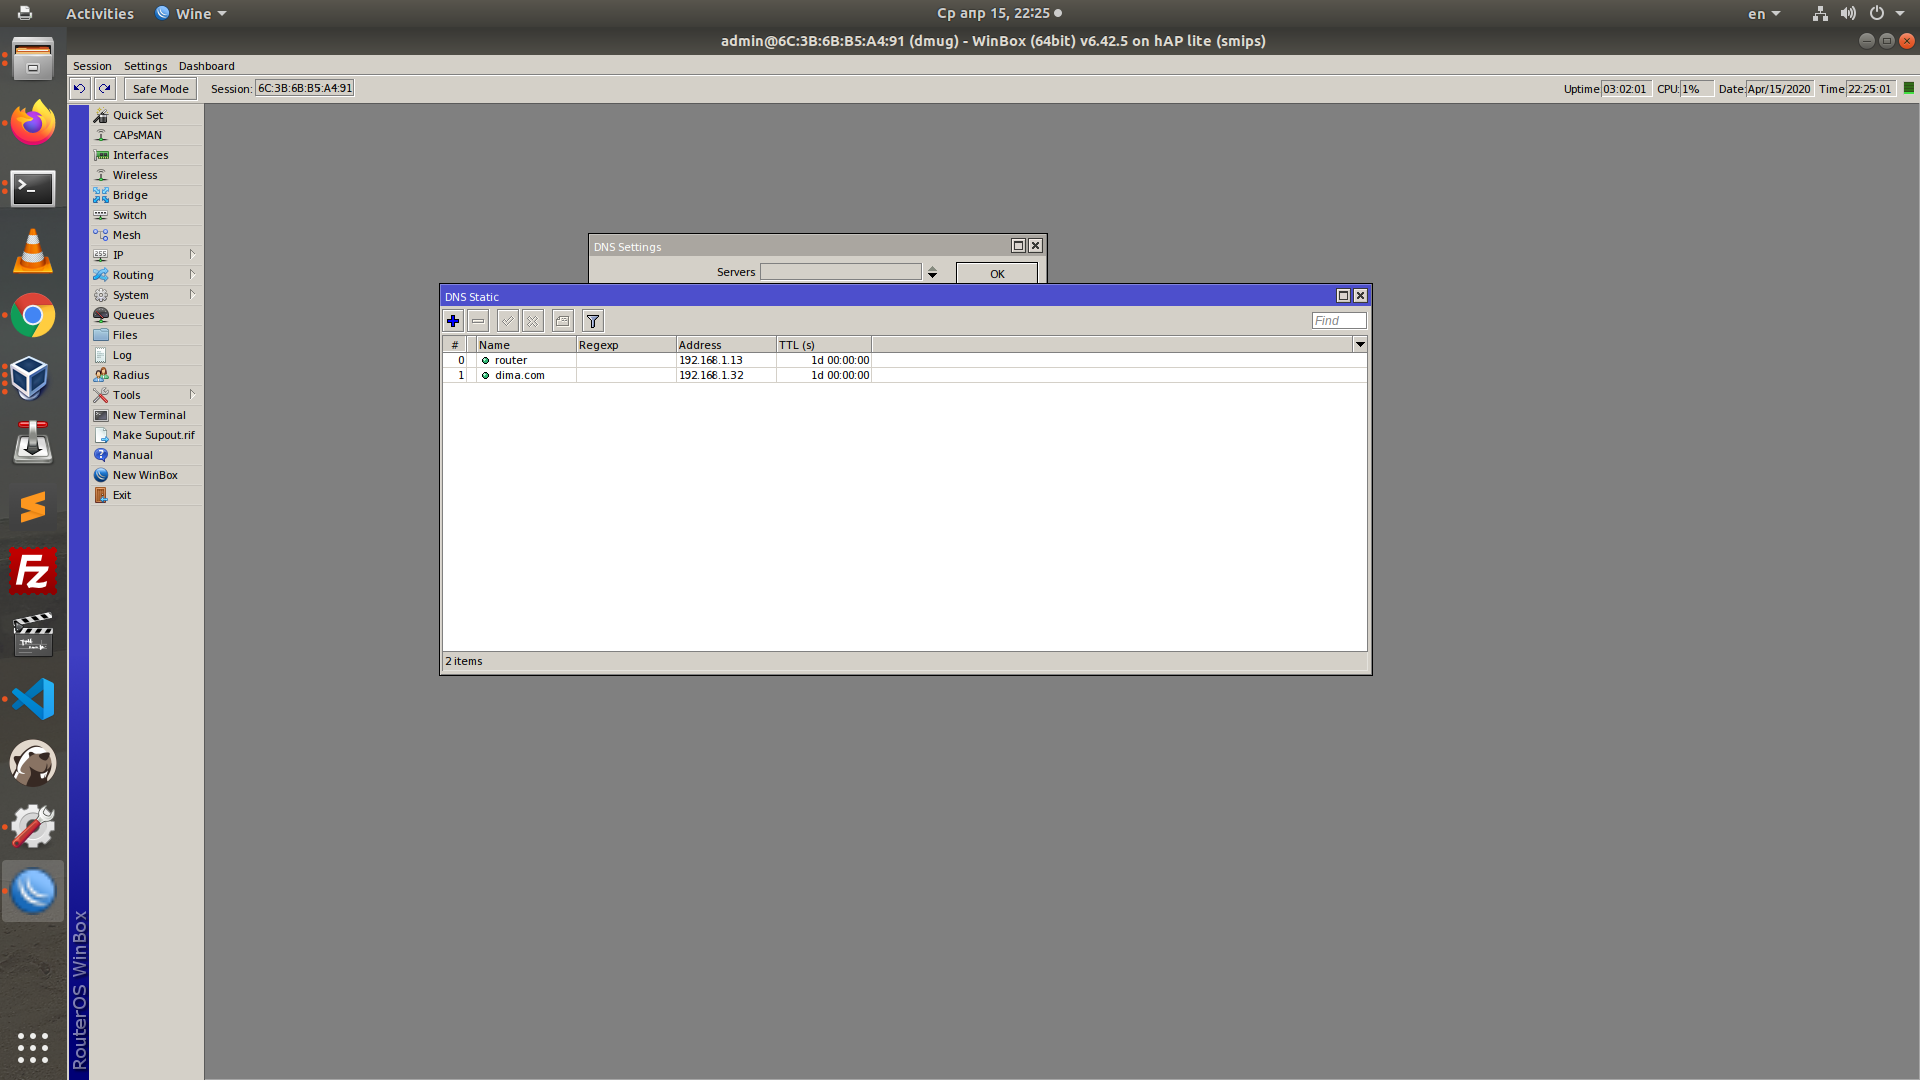 Activities Wine Ср апр 15, 22:25 en
admin@6C:3B:6B:B5:A4:91 (dmug) - WinBox (64bit) v6.42.5 on hAP lite (smips)
Session Settings Dashboard
Safe Mode Session: 6C:3B:6B:B5:A4:91 Uptime 03:02:01 CPU: 1% Date: Apr/15/2020 Time 22:25:01
Quick Set
CAPsMAN
Interfaces
Wireless
Bridge
Switch
Mesh
IP
Routing
System
Queues
Files
Log
Radius
Tools
New Terminal
Make Supout.rif
Manual
New WinBox
Exit
RouterOS WinBox
DNS Settings
Servers OK
DNS Static
Find
# Name Regexp Address TTL (s)
0 router 192.168.1.13 1d 00:00:00
1 dima.com 192.168.1.32 1d 00:00:00
2 items